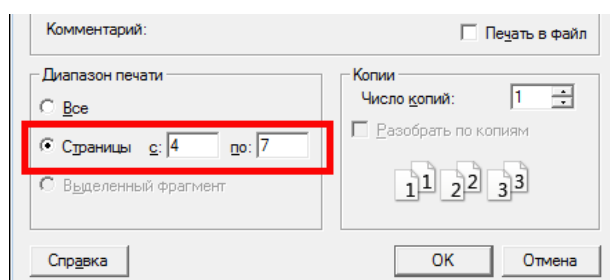 Комментарий:
Печать в файл
Диапазон печати
Все
Страницы с: 4 по: 7
Выделенный фрагмент
Копии
Число копий: 1
Разобрать по копиям
1 1 2 2 3 3
Справка
OK
Отмена